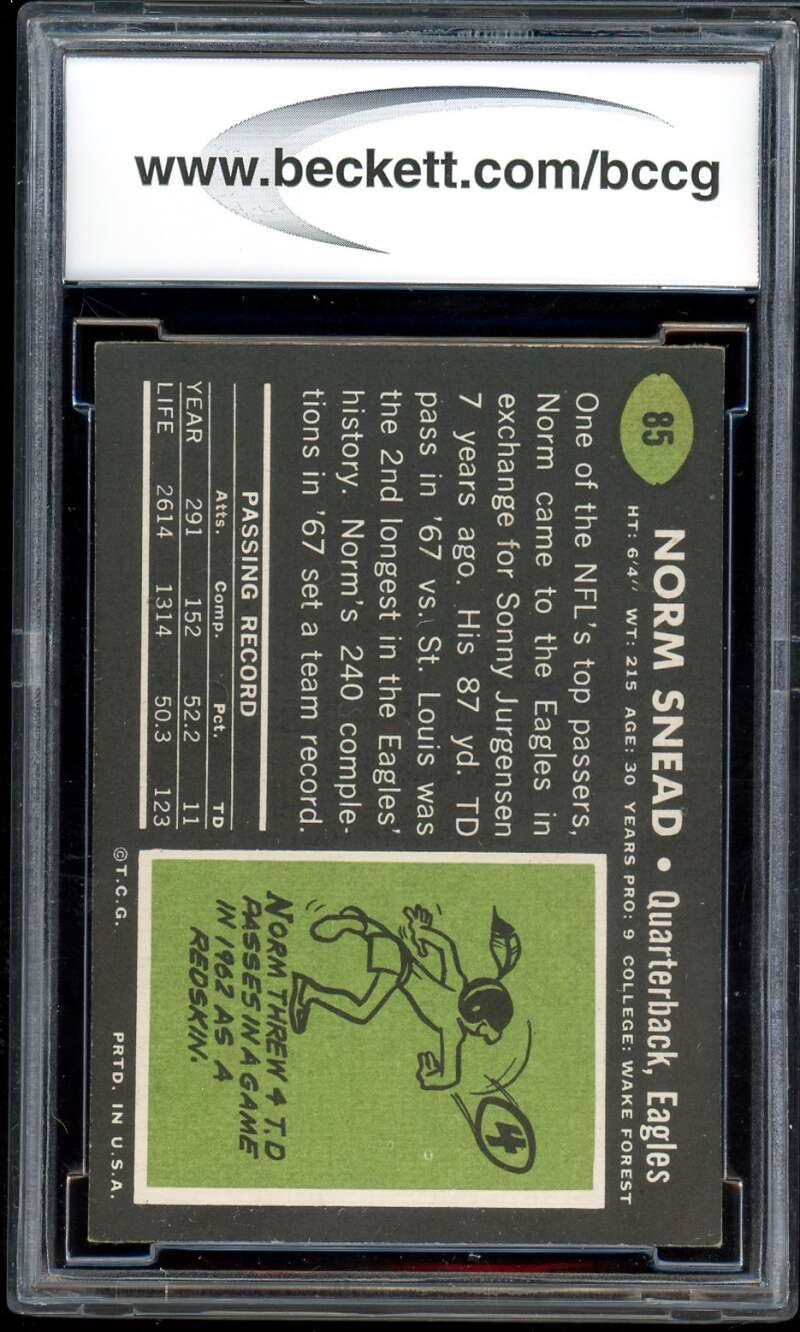 www.beckett.com/bccg
85
NORM SNEAD • Quarterback, Eagles
HT: 6'4" WT: 215 AGE: 30 YEARS PRO: 9 COLLEGE: WAKE FOREST
One of the NFL's top passers,
Norm came to the Eagles in
exchange for Sonny Jurgensen
7 years ago. His 87 yd. TD
pass in '67 vs. St. Louis was
the 2nd longest in the Eagles'
history. Norm's 240 comple-
tions in '67 set a team record.
PASSING RECORD
Atts. Comp. Pct. TD
YEAR 291 152 52.2 11
LIFE 2614 1314 50.3 123
4
NORM THREW 4 T.D
PASSES IN A GAME
IN 1962 AS A
REDSKIN.
© T.C.G. PRTD. IN U.S.A.